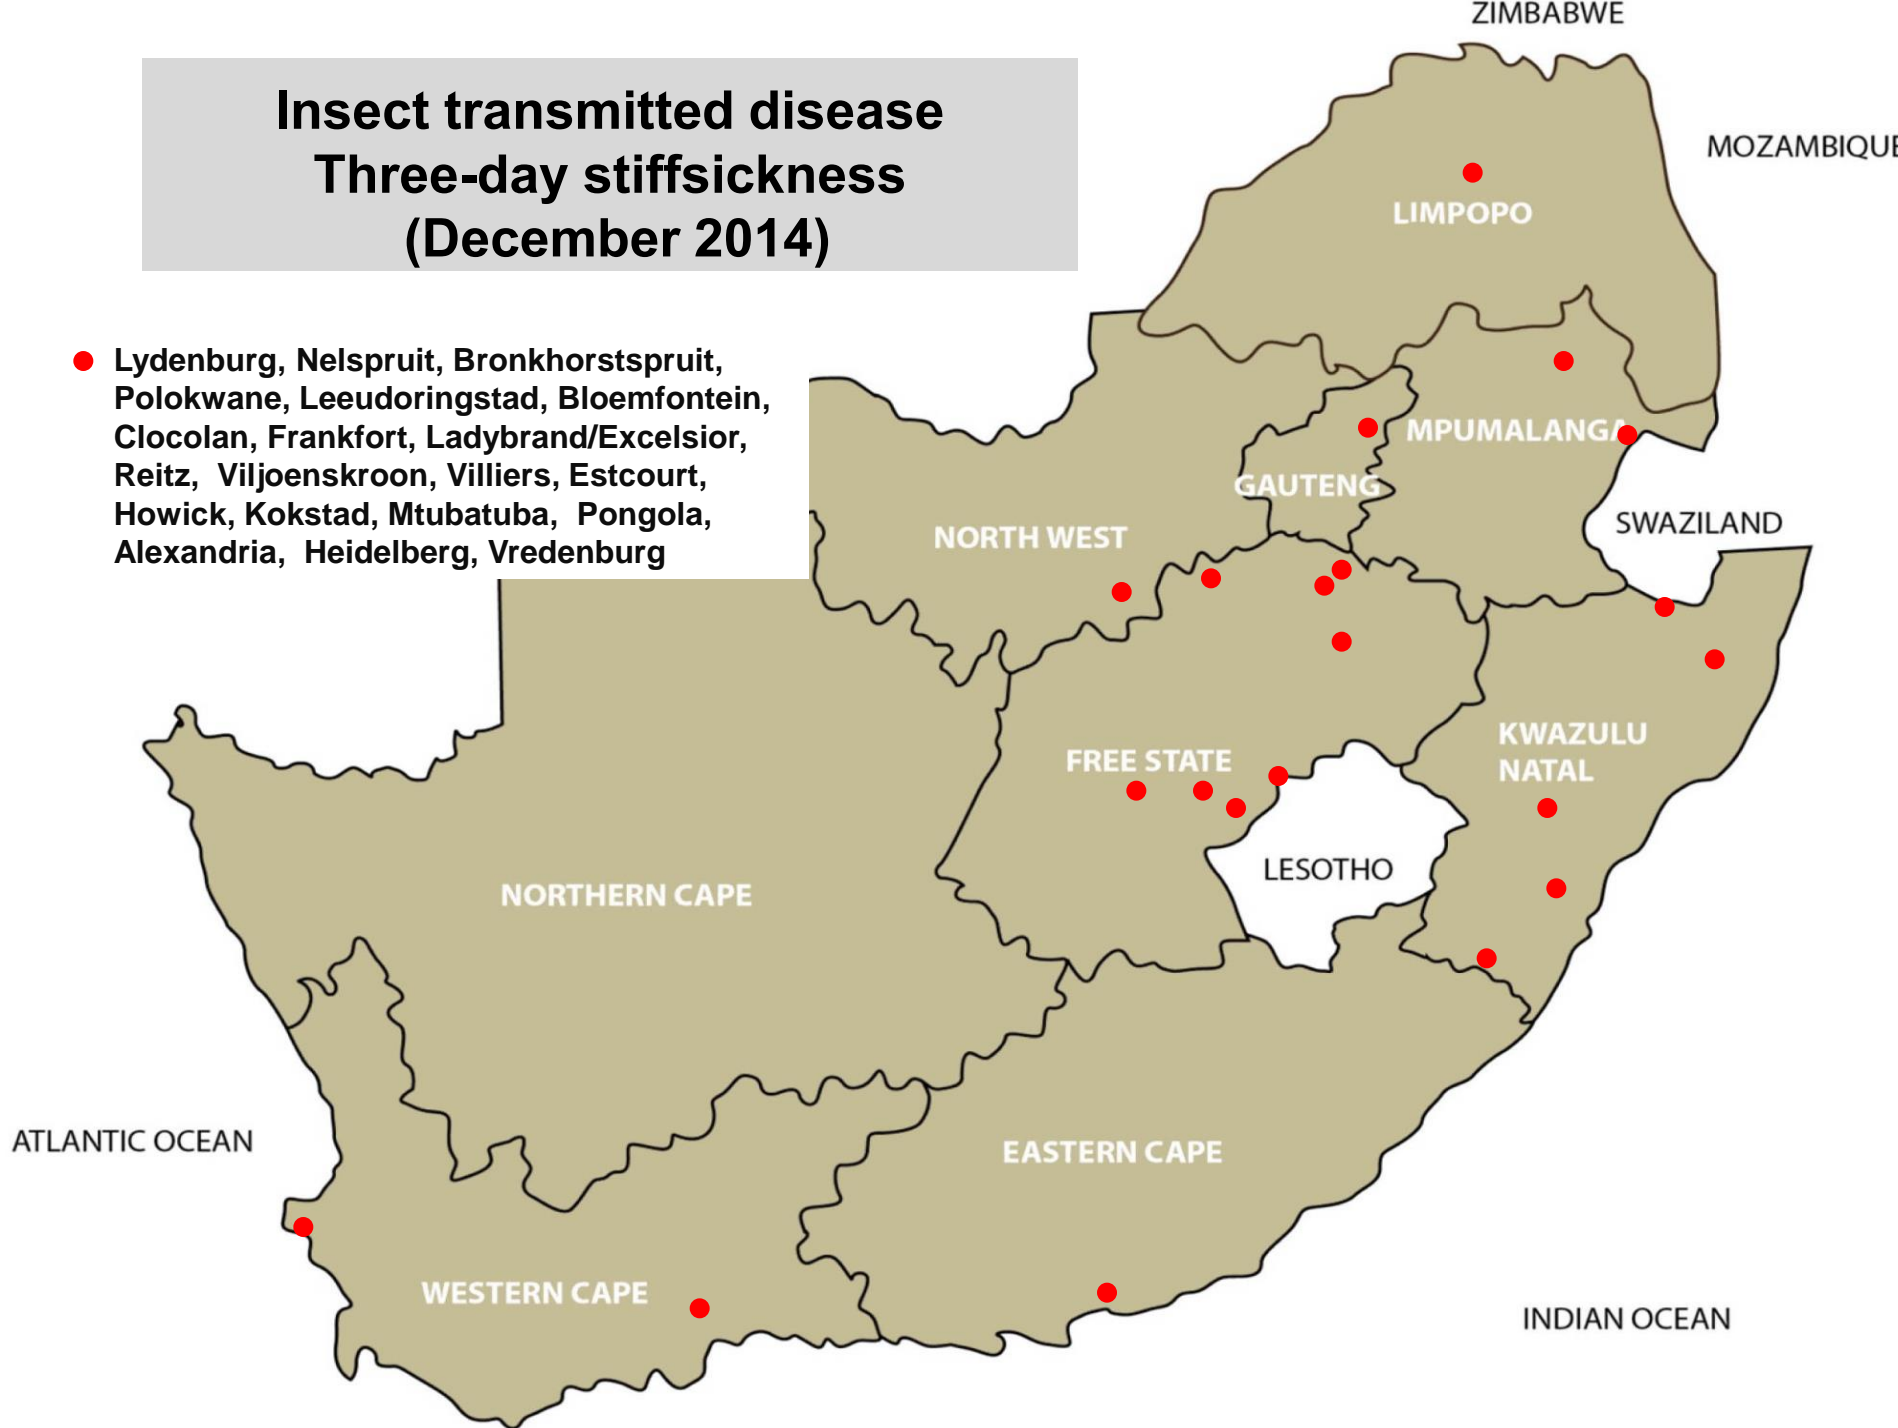 ZIMBABWE
Insect transmitted disease
Three-day stiffsickness
(December 2014)
MOZAMBIQUE
LIMPOPO
Lydenburg, Nelspruit, Bronkhorstspruit,
Polokwane, Leeudoringstad, Bloemfontein,
Clocolan, Frankfort, Ladybrand/Excelsior,
Reitz, Viljoenskroon, Villiers, Estcourt,
Howick, Kokstad, Mtubatuba, Pongola,
Alexandria, Heidelberg, Vredenburg
MPUMALANGA
GAUTENG
SWAZILAND
NORTH WEST
KWAZULU
NATAL
FREE STATE
LESOTHO
NORTHERN CAPE
ATLANTIC OCEAN
EASTERN CAPE
WESTERN CAPE
INDIAN OCEAN